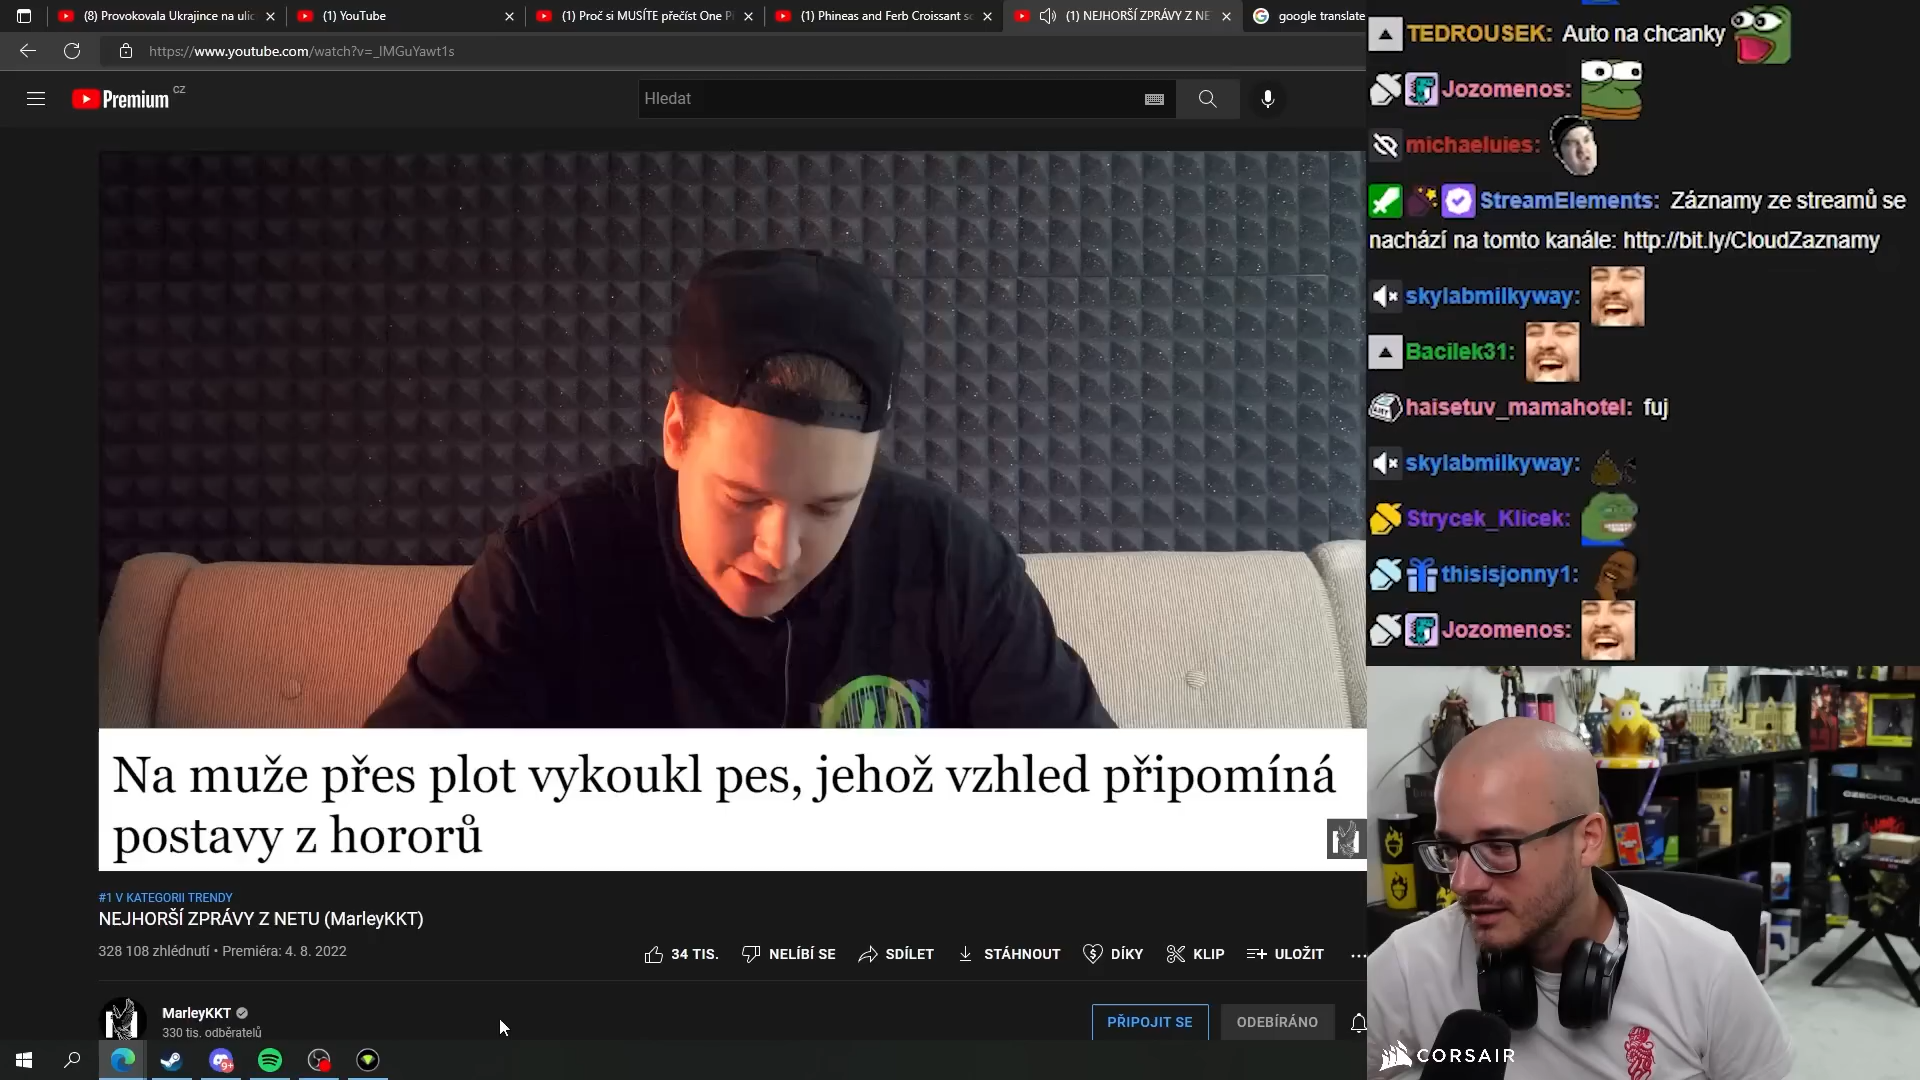 (8) Provokovala Ukrajince na ulic
(1) YouTube
(1) Proč si MUSÍTE přečíst One P
(1) Phineas and Ferb Croissant sc
(1) NEJHORŠÍ ZPRÁVY Z NE
google translate
https://www.youtube.com/watch?v=_IMGuYawt1s
Premium CZ
Hledat
Na muže přes plot vykoukl pes, jehož vzhled připomíná
postavy z hororů
#1 V KATEGORII TRENDY
NEJHORŠÍ ZPRÁVY Z NETU (MarleyKKT)
328 108 zhlédnutí • Premiéra: 4. 8. 2022
34 TIS.
NELÍBÍ SE
SDÍLET
STÁHNOUT
DÍKY
KLIP
ULOŽIT
MarleyKKT
330 tis. odběratelů
PŘIPOJIT SE
ODEBÍRÁNO
9+
TEDROUSEK: Auto na chcanky
Jozomenos:
michaeluies:
StreamElements: Záznamy ze streamů se
nachází na tomto kanále: http://bit.ly/CloudZaznamy
skylabmilkyway:
Bacilek31:
haisetuv_mamahotel: fuj
skylabmilkyway:
Strycek_Klicek:
thisisjonny1:
Jozomenos:
CZECHCLOUD
CORSAIR